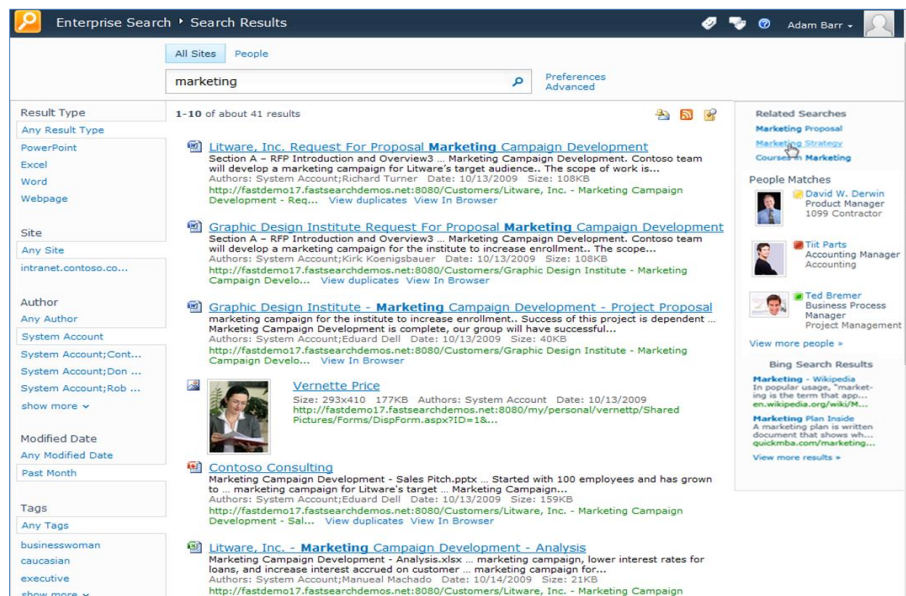 Enterprise Search ▸ Search Results
Adam Barr
All Sites People
marketing
Preferences
Advanced
Result Type
Any Result Type
PowerPoint
Excel
Word
Webpage
Site
Any Site
intranet.contoso.co...
Author
Any Author
System Account
System Account;Cont...
System Account;Don ...
System Account;Rob ...
show more
Modified Date
Any Modified Date
Past Month
Tags
Any Tags
businesswoman
caucasian
executive
show more
1-10 of about 41 results
Litware, Inc. Request For Proposal Marketing Campaign Development
Section A – RFP Introduction and Overview3 ... Marketing Campaign Development. Contoso team
will develop a marketing campaign for Litware's target audience.. The scope of work is...
Authors: System Account;Richard Turner Date: 10/13/2009 Size: 108KB
http://fastdemo17.fastsearchdemos.net:8080/Customers/Litware, Inc. - Marketing Campaign
Development - Req... View duplicates View In Browser
Graphic Design Institute Request For Proposal Marketing Campaign Development
Section A – RFP Introduction and Overview3 ... Marketing Campaign Development. Contoso team
will develop a marketing campaign for the institute to increase enrollment.. The scope...
Authors: System Account;Kirk Koenigsbauer Date: 10/13/2009 Size: 108KB
http://fastdemo17.fastsearchdemos.net:8080/Customers/Graphic Design Institute - Marketing
Campaign Develo... View duplicates View In Browser
Graphic Design Institute - Marketing Campaign Development - Project Proposal
marketing campaign for the institute to increase enrollment.. Success of this project is dependent ...
Marketing Campaign Development is complete, our group will have successful...
Authors: System Account;Eduard Dell Date: 10/13/2009 Size: 40KB
http://fastdemo17.fastsearchdemos.net:8080/Customers/Graphic Design Institute - Marketing
Campaign Develo... View In Browser
Vernette Price
Size: 293x410 177KB Authors: System Account Date: 10/13/2009
http://fastdemo17.fastsearchdemos.net:8080/my/personal/vernettp/Shared
Pictures/Forms/DispForm.aspx?ID=1&...
Contoso Consulting
Marketing Campaign Development - Sales Pitch.pptx ... Started with 100 employees and has grown
to ... marketing campaign for Litware's target ... Marketing Campaign...
Authors: System Account;Eduard Dell Date: 10/13/2009 Size: 159KB
http://fastdemo17.fastsearchdemos.net:8080/Customers/Litware, Inc. - Marketing Campaign
Development - Sal... View duplicates View In Browser
Litware, Inc. - Marketing Campaign Development - Analysis
Marketing Campaign Development - Analysis.xlsx ... marketing campaign, lower interest rates for
loans, and increase interest accrued on customer ... marketing campaign for...
Authors: System Account;Manueal Machado Date: 10/14/2009 Size: 21KB
http://fastdemo17.fastsearchdemos.net:8080/Customers/Litware, Inc. - Marketing Campaign
Related Searches
Marketing Proposal
Marketing Strategy
Courses in Marketing
People Matches
David W. Derwin
Product Manager
1099 Contractor
Tiit Parts
Accounting Manager
Accounting
Ted Bremer
Business Process
Manager
Project Management
View more people »
Bing Search Results
Marketing - Wikipedia
In popular usage, "market-
ing is the term that app...
en.wikipedia.org/wiki/M...
Marketing Plan Inside
A marketing plan is written
document that shows wh...
quickmba.com/marketing...
View more results »